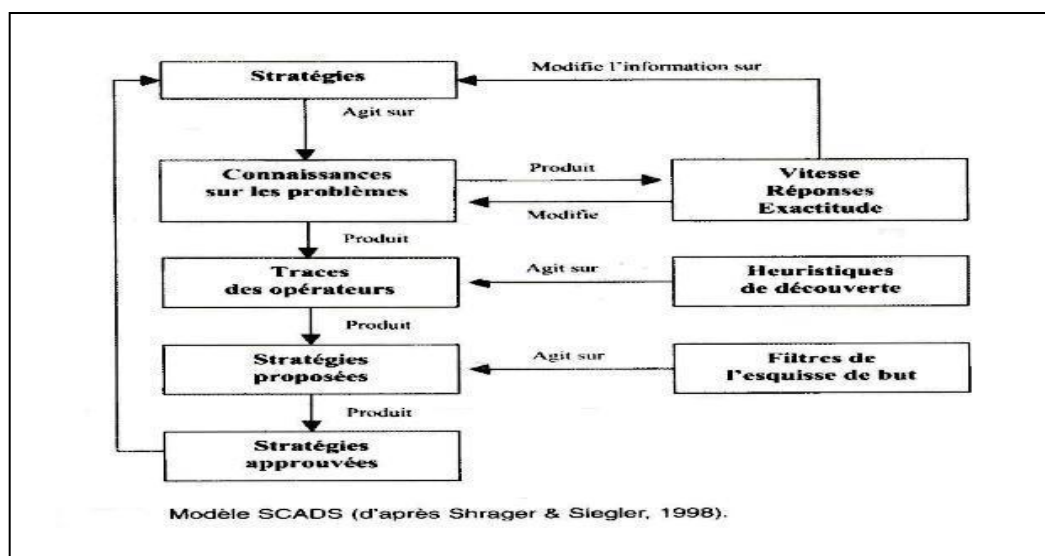 Stratégies
Modifie l'information sur
Agit sur
Connaissances
sur les problèmes
Produit
Modifie
Vitesse
Réponses
Exactitude
Produit
Traces
des opérateurs
Agit sur
Heuristiques
de découverte
Produit
Stratégies
proposées
Agit sur
Filtres de
l'esquisse de but
Produit
Stratégies
approuvées
Modèle SCADS (d'après Shrager & Siegler, 1998).